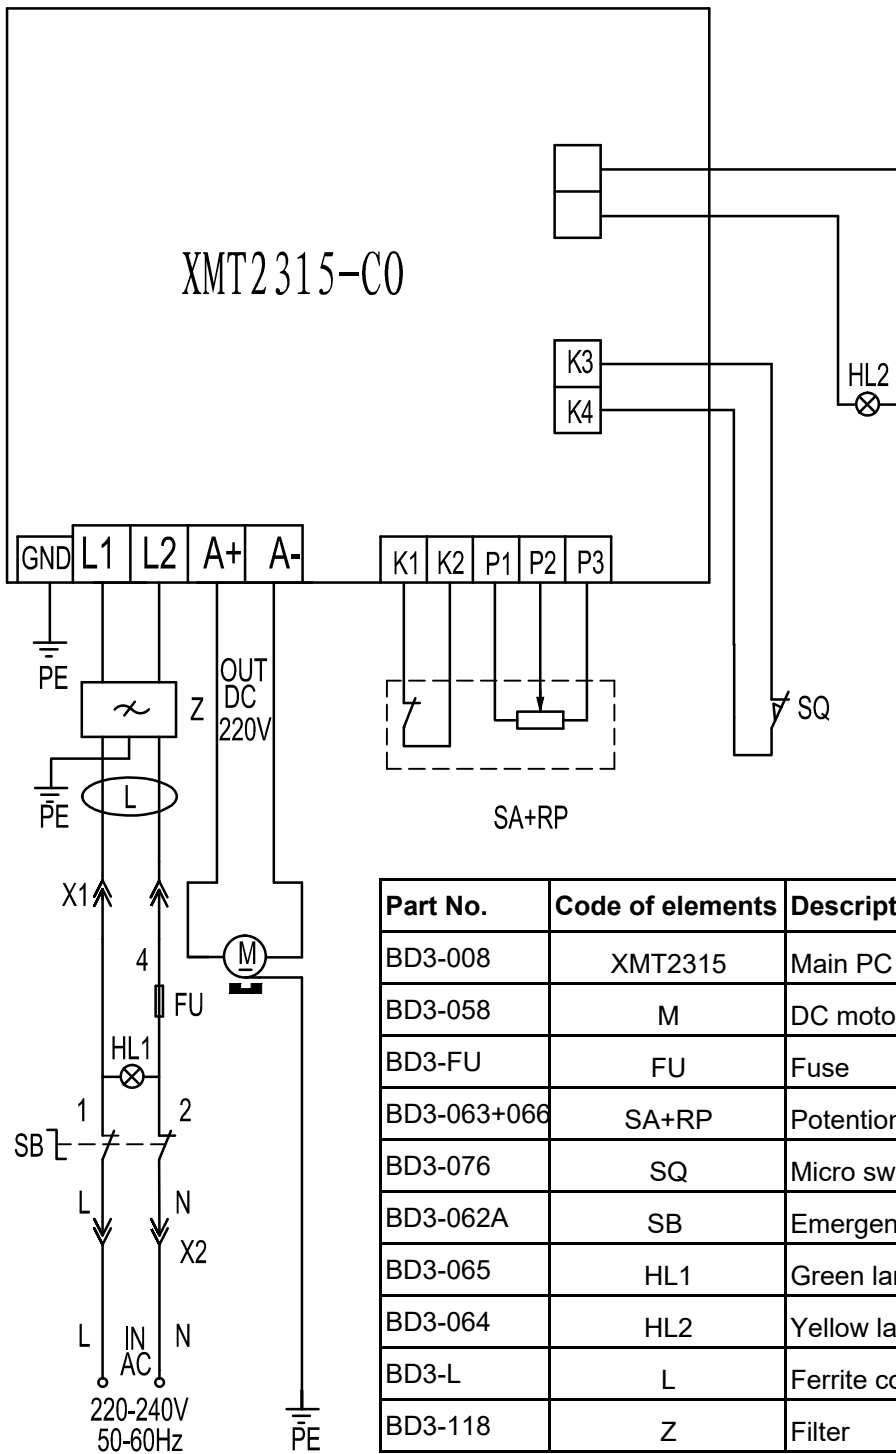 XMT2315-CO
K3
K4
HL2
GND L1 L2 A+ A-
K1 K2 P1 P2 P3
PE
Z
OUT
DC
220V
SQ
L
PE
SA+RP
X1
M
4
FU
HL1
1 2
SB
L N
X2
L IN N
AC
220-240V
50-60Hz
PE
Part No. Code of elements Descript
BD3-008 XMT2315 Main PC
BD3-058 M DC moto
BD3-FU FU Fuse
BD3-063+066 SA+RP Potention
BD3-076 SQ Micro sw
BD3-062A SB Emergen
BD3-065 HL1 Green lar
BD3-064 HL2 Yellow la
BD3-L L Ferrite co
BD3-118 Z Filter